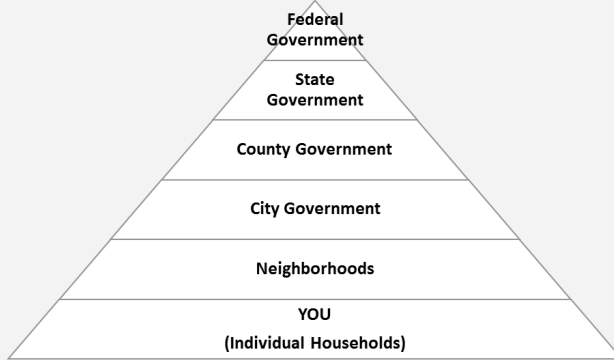 Federal
Government
State
Government
County Government
City Government
Neighborhoods
YOU
(Individual Households)